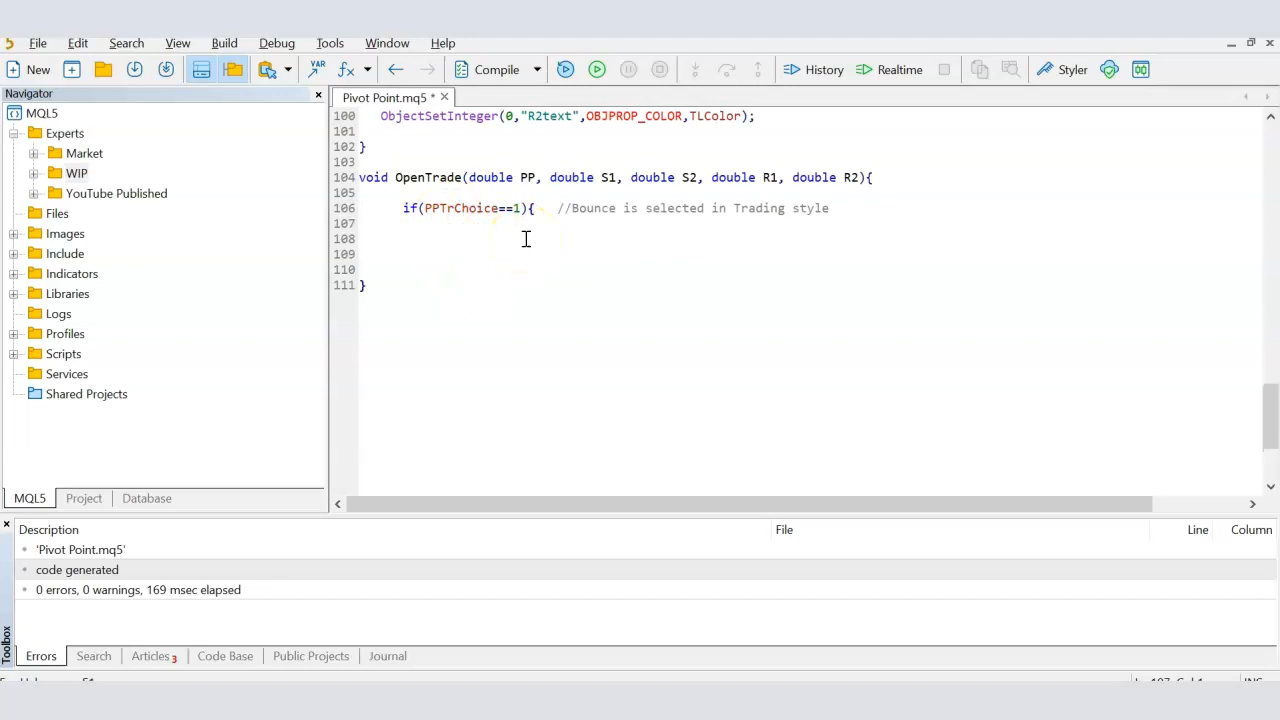 File Edit Search View Build Debug Tools Window Help
New VAR Compile History Realtime Styler
Navigator
MQL5
Experts
Market
WIP
YouTube Published
Files
Images
Include
Indicators
Libraries
Logs
Profiles
Scripts
Services
Shared Projects
MQL5 Project Database
Pivot Point.mq5 *
100 ObjectSetInteger(0,"R2text",OBJPROP_COLOR,TLColor);
101
102 }
103
104 void OpenTrade(double PP, double S1, double S2, double R1, double R2){
105
106 if(PPTrChoice==1){ //Bounce is selected in Trading style
107
108
109
110
111 }
Description File Line Column
'Pivot Point.mq5'
code generated
0 errors, 0 warnings, 169 msec elapsed
Toolbox
Errors Search Articles 3 Code Base Public Projects Journal